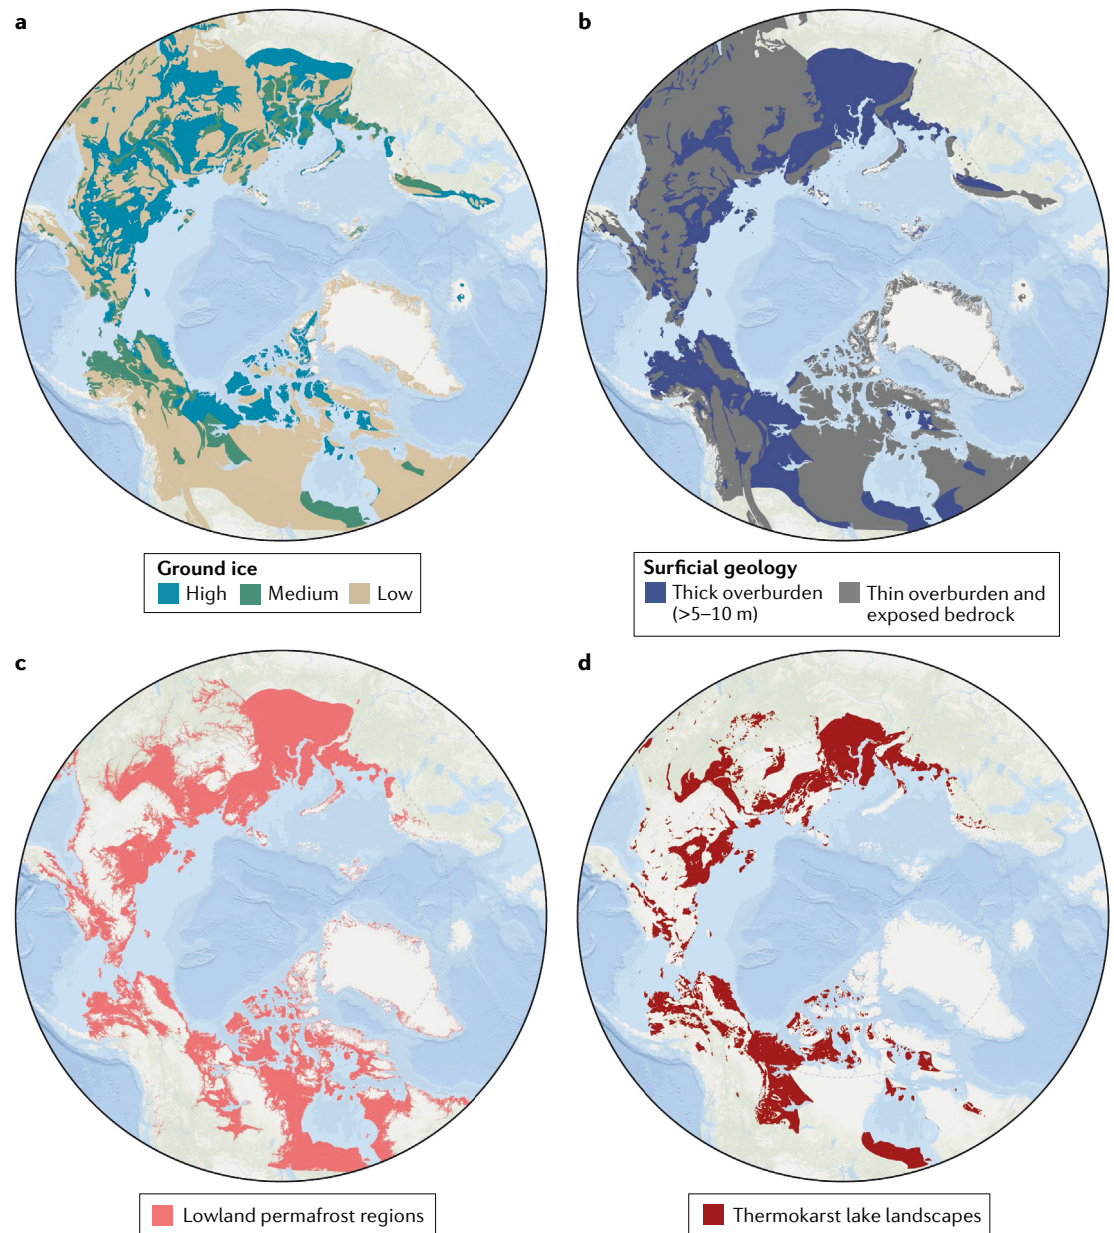 a
b
Ground ice
High Medium Low
Surficial geology
Thick overburden
(>5–10 m)
Thin overburden and
exposed bedrock
c
d
Lowland permafrost regions
Thermokarst lake landscapes